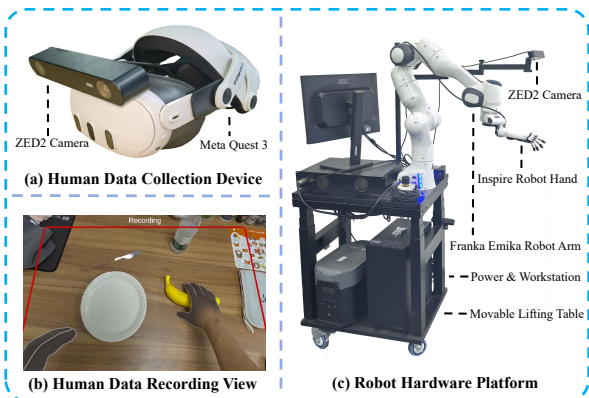 ZED2 Camera
Meta Quest 3
(a) Human Data Collection Device
Recording
(b) Human Data Recording View
AOC
ZED2 Camera
Inspire Robot Hand
Franka Emika Robot Arm
Power & Workstation
Movable Lifting Table
(c) Robot Hardware Platform